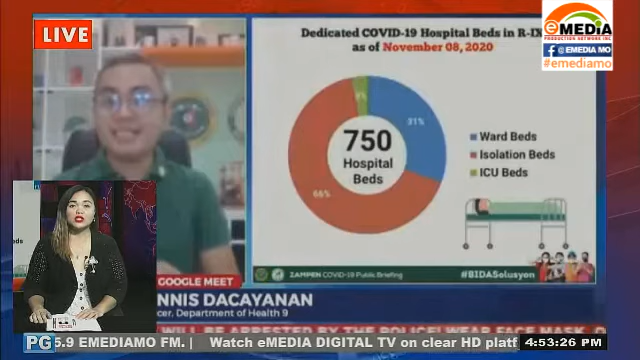 LIVE
Dedicated COVID-19 Hospital Beds in R-IX
as of November 08, 2020
31%
66%
3%
750
Hospital
Beds
Ward Beds
Isolation Beds
ICU Beds
ZAMPEN COVID-19 Public Briefing
#BIDASolusyon
eMEDIA
PRODUCTION NETWORK INC
@EMEDIA MO
#emediamo
GOOGLE MEET
NNIS DACAYANAN
cer, Department of Health 9
WILL BE ARRESTED BY THE POLICE! WEAR FACE MASK,
PG
5.9 EMEDIAMO FM. | Watch eMEDIA DIGITAL TV on clear HD platf
4:53:26 PM